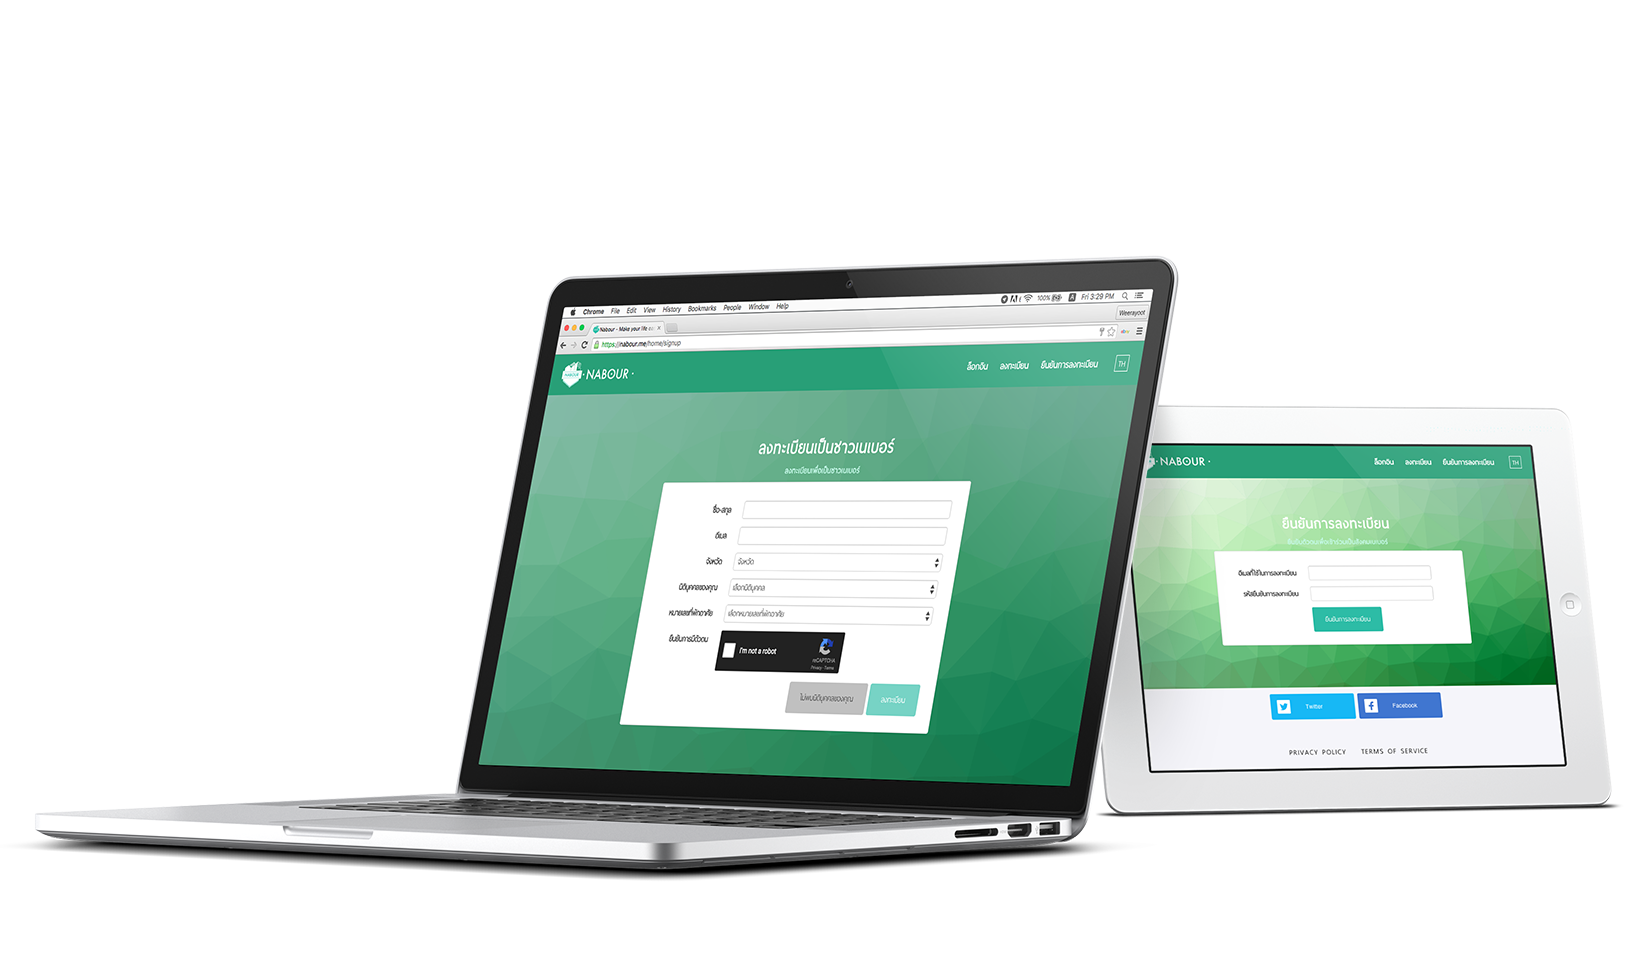 Chrome File Edit View History Bookmarks People Window Help
100% Fri 3:29 PM
Nabour - Make your life
Weerayoot
https://nabour.me/home/signup
NABOUR
· NABOUR ·
ล็อกอิน ลงทะเบียน ยืนยันการลงทะเบียน TH
ลงทะเบียนเป็นชาวเนเบอร์
ลงทะเบียนเพื่อเป็นชาวเนเบอร์
ชื่อ-สกุล
อีเมล
จังหวัด จังหวัด
นิติบุคคลของคุณ เลือกนิติบุคคล
หมายเลขที่พักอาศัย เลือกหมายเลขที่พักอาศัย
ยืนยันการมีตัวตน
I'm not a robot
reCAPTCHA
Privacy - Terms
ไม่พบนิติบุคคลของคุณ ลงทะเบียน
· NABOUR ·
ล็อกอิน ลงทะเบียน ยืนยันการลงทะเบียน TH
ยืนยันการลงทะเบียน
อีเมลที่ใช้ในการลงทะเบียน
รหัสยืนยันการลงทะเบียน
ยืนยันการลงทะเบียน
Twitter Facebook
PRIVACY POLICY TERMS OF SERVICE